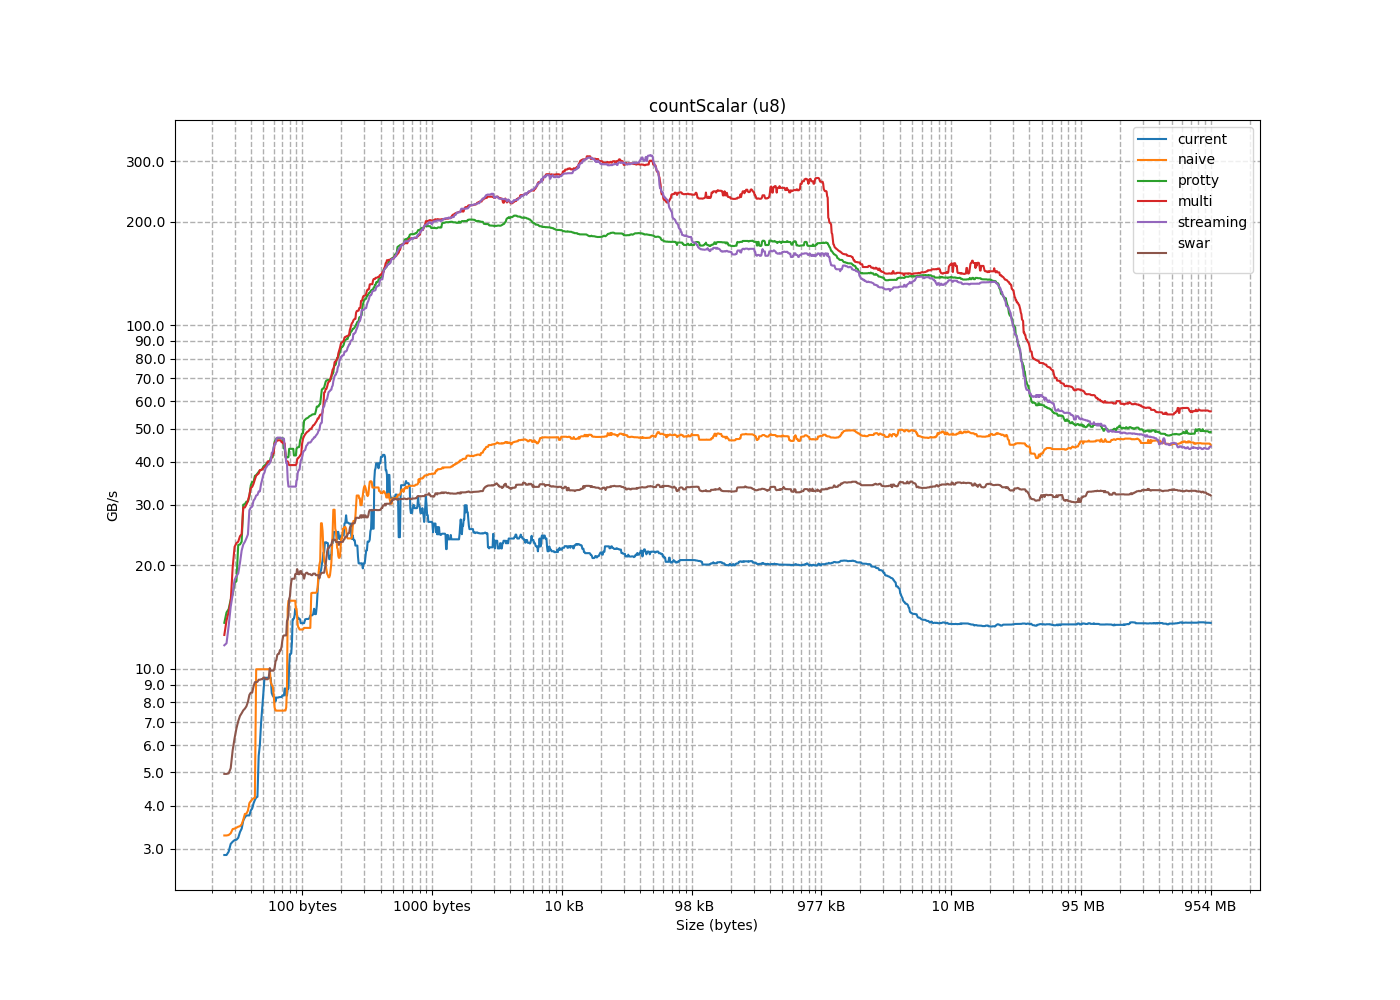 countScalar (u8)
current
naive
protty
multi
streaming
swar
300.0
200.0
100.0
90.0
80.0
70.0
60.0
50.0
40.0
30.0
20.0
10.0
9.0
8.0
7.0
6.0
5.0
4.0
3.0
GB/s
100 bytes 1000 bytes 10 kB 98 kB 977 kB 10 MB 95 MB 954 MB
Size (bytes)